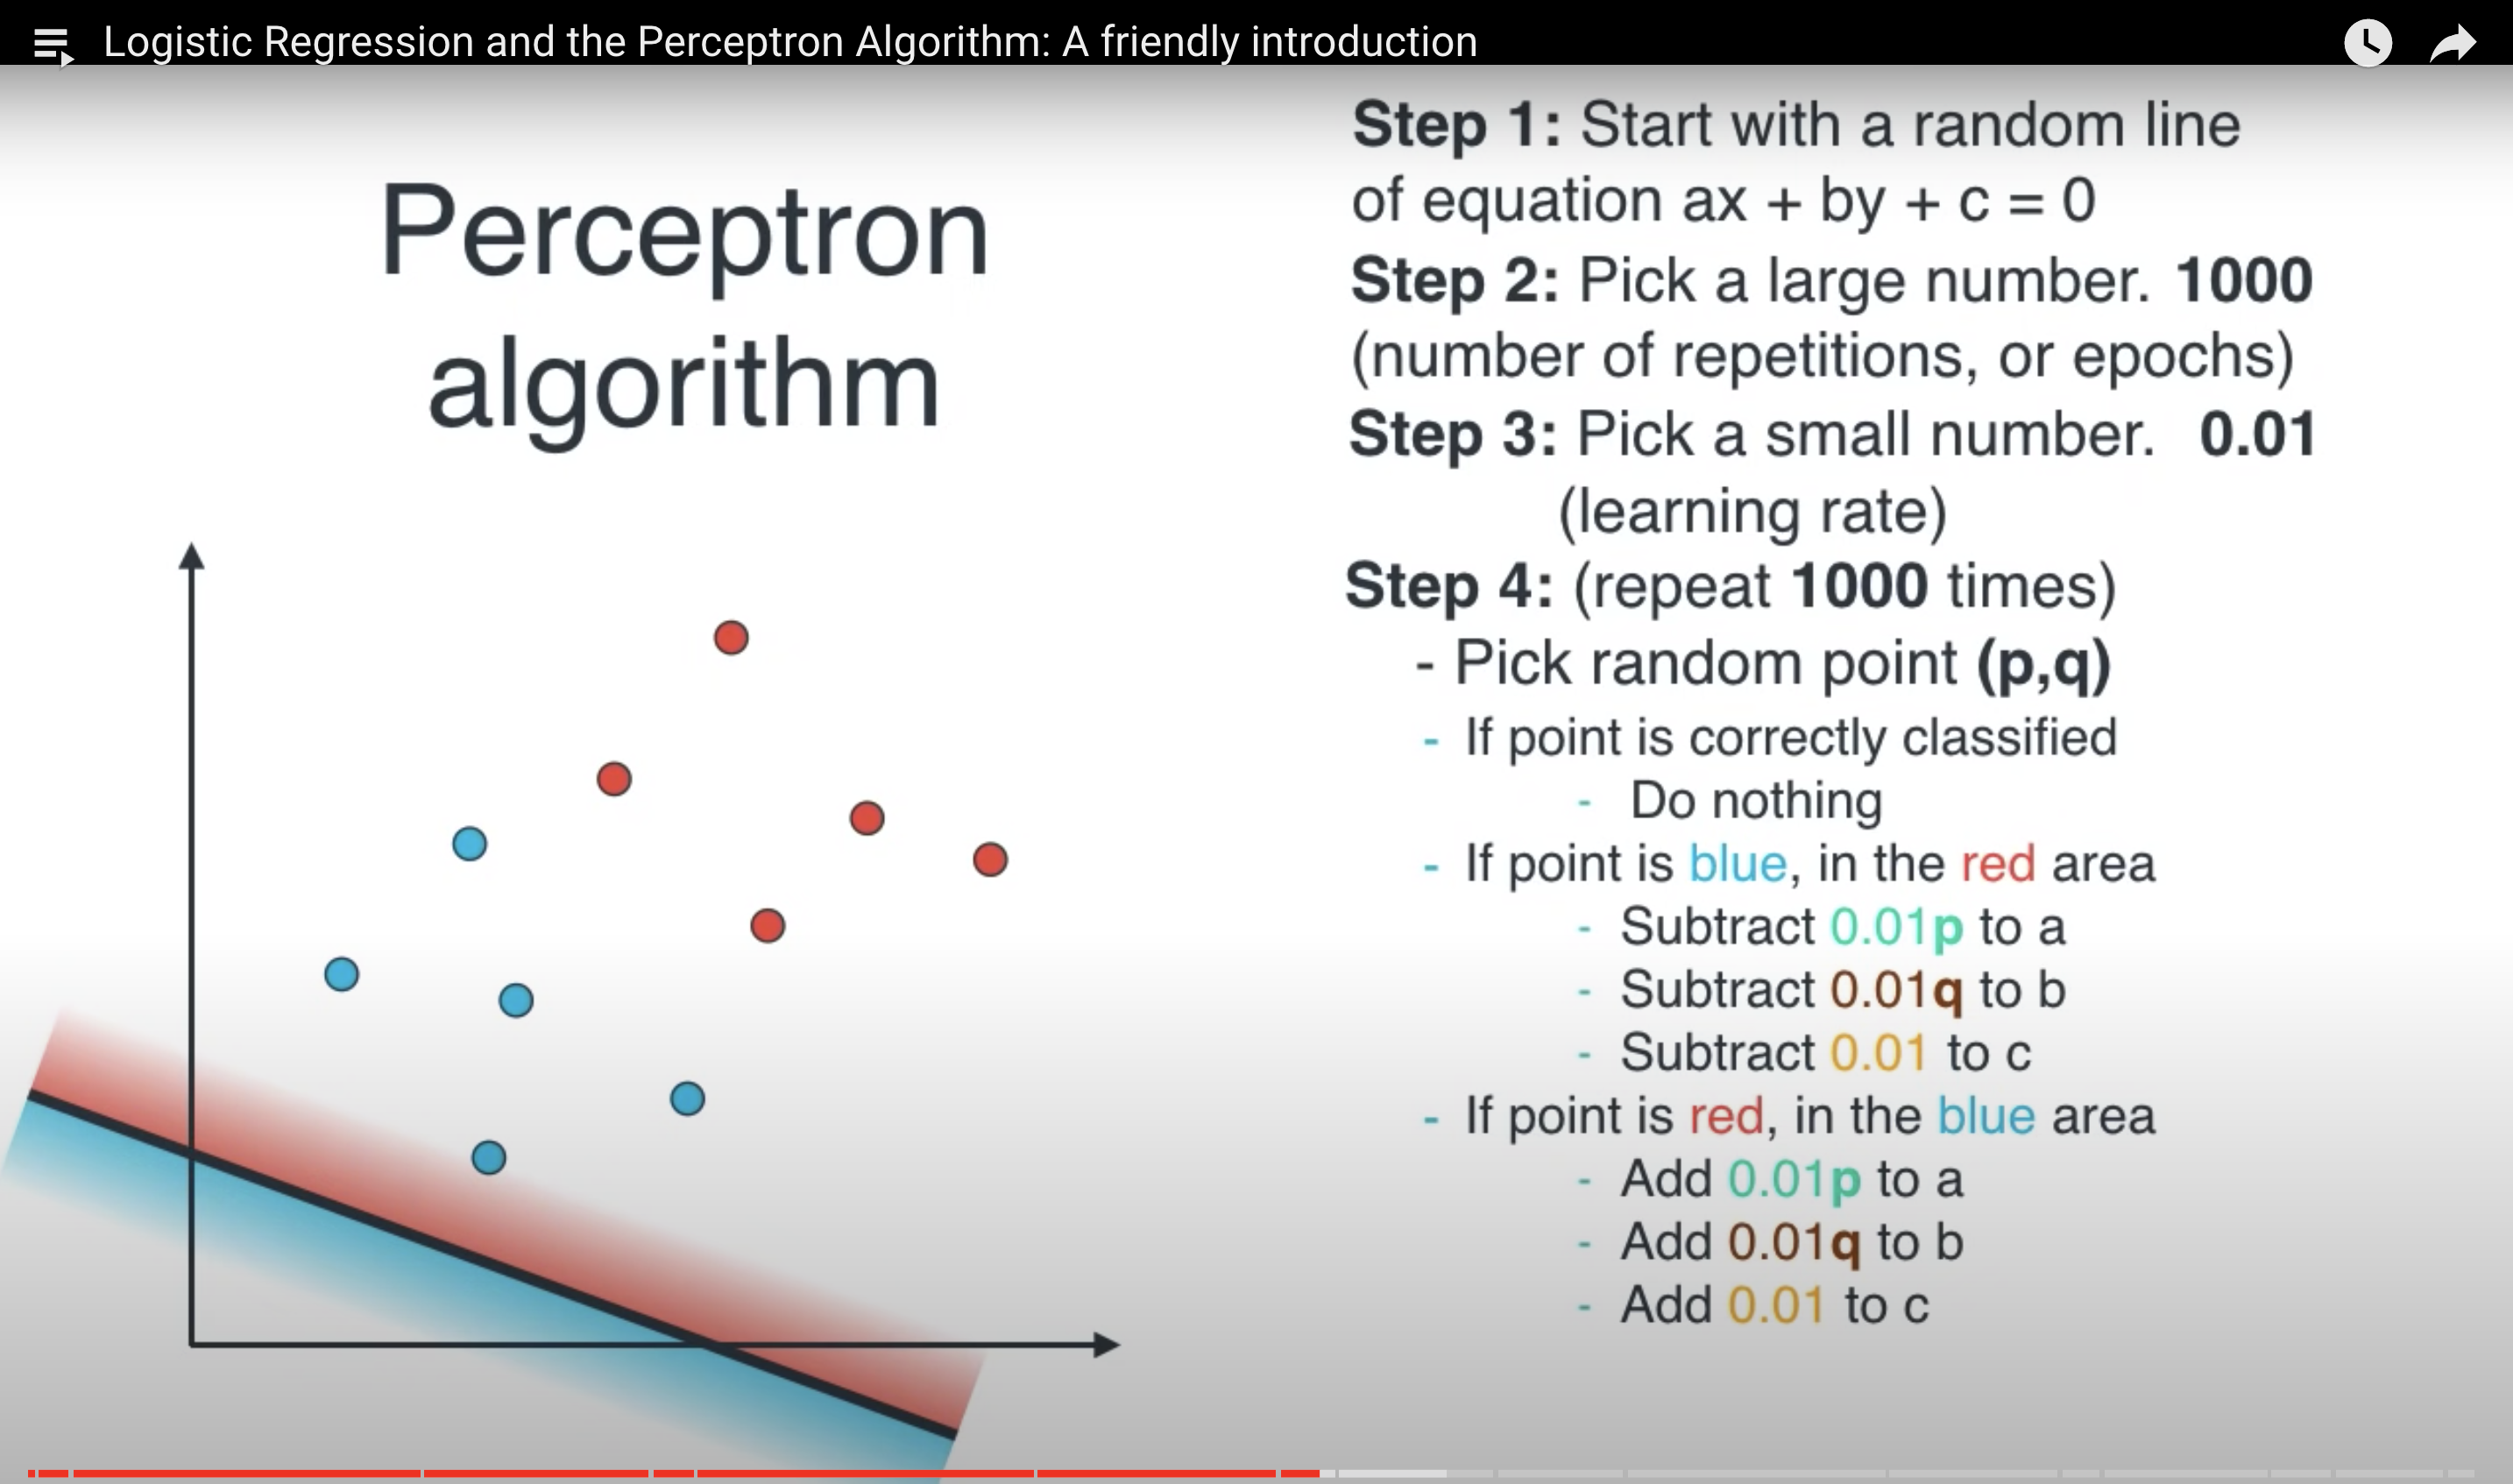 Logistic Regression and the Perceptron Algorithm: A friendly introduction
Perceptron
algorithm
Step 1: Start with a random line
of equation ax + by + c = 0
Step 2: Pick a large number. 1000
(number of repetitions, or epochs)
Step 3: Pick a small number. 0.01
(learning rate)
Step 4: (repeat 1000 times)
- Pick random point (p,q)
- If point is correctly classified
- Do nothing
- If point is blue, in the red area
- Subtract 0.01p to a
- Subtract 0.01q to b
- Subtract 0.01 to c
- If point is red, in the blue area
- Add 0.01p to a
- Add 0.01q to b
- Add 0.01 to c